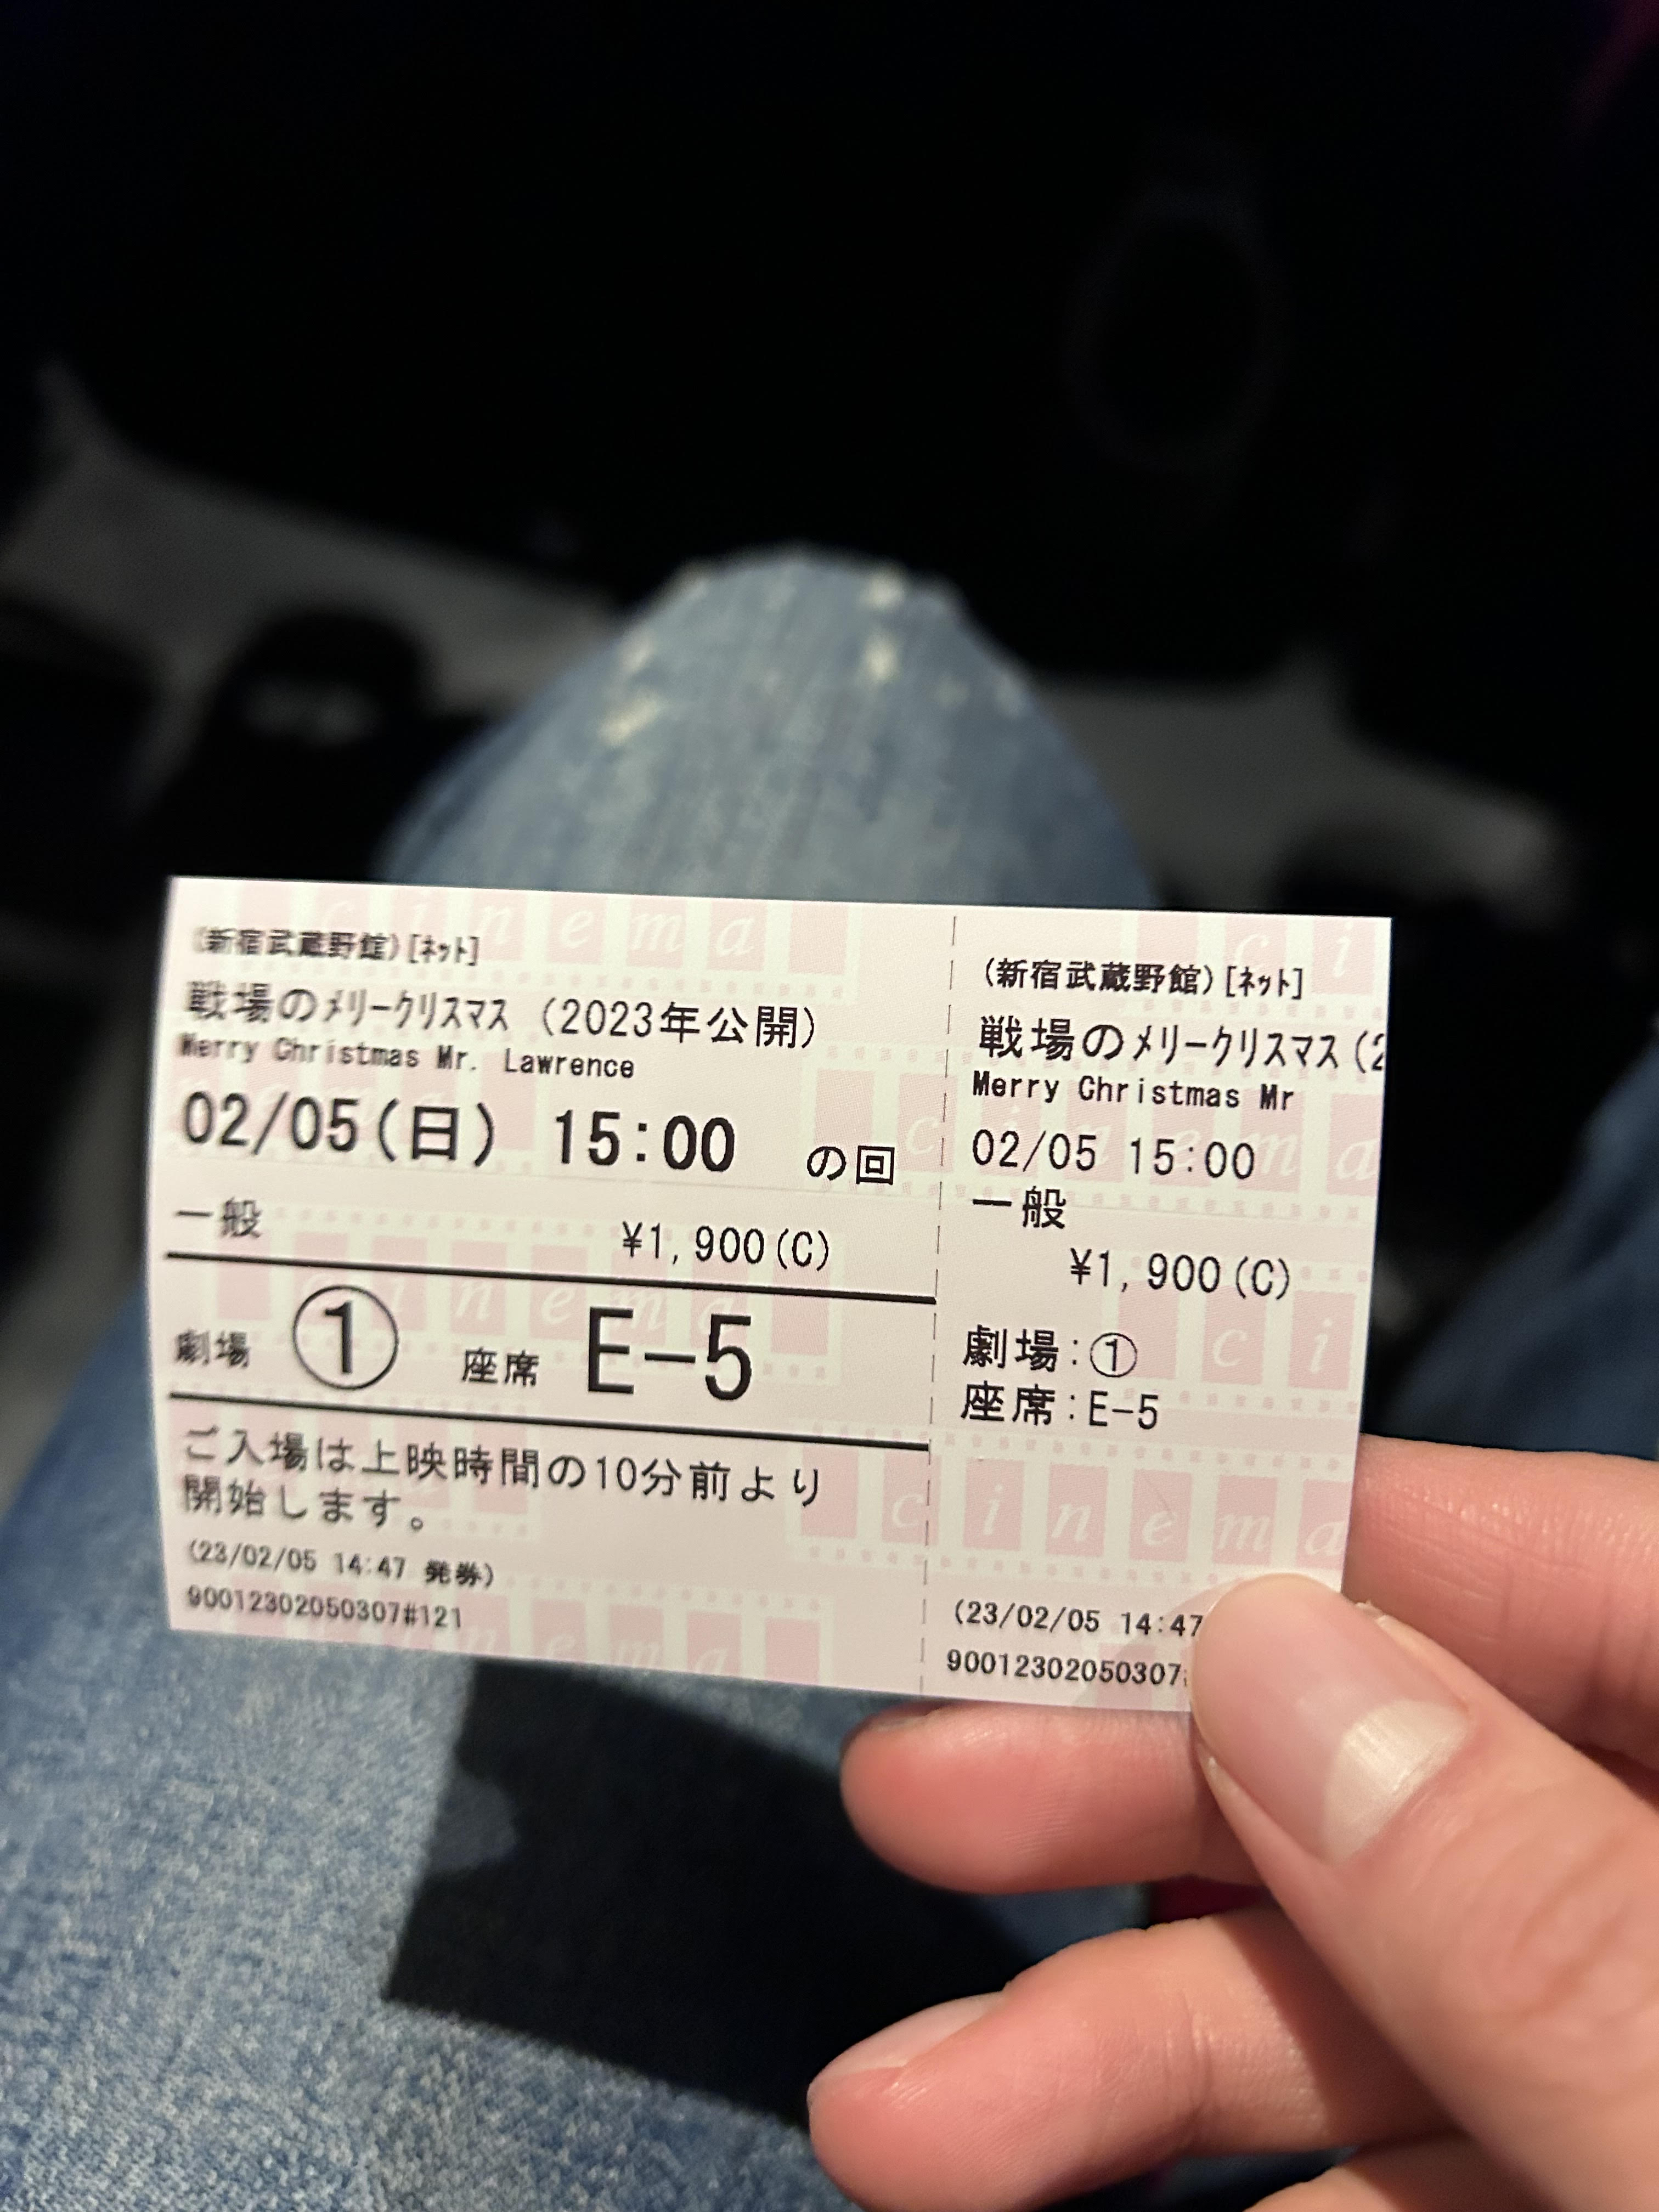 (新宿武蔵野館)[ネット]
戦場のメリークリスマス (2023年公開)
Merry Christmas Mr. Lawrence
02/05(日) 15:00 の回
一般 ¥1,900(C)
劇場 ① 座席 E-5
ご入場は上映時間の10分前より
開始します。
(23/02/05 14:47 発券)
90012302050307#121
(新宿武蔵野館)[ネット]
戦場のメリークリスマス (2
Merry Christmas Mr
02/05 15:00
一般
¥1,900(C)
劇場:①
座席:E-5
(23/02/05 14:47
90012302050307
cinema